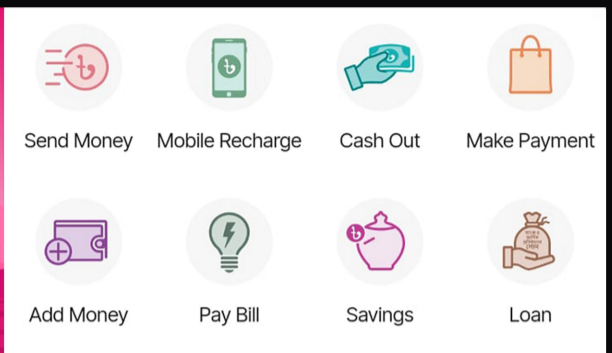 Send Money
Mobile Recharge
Cash Out
Make Payment
Add Money
Pay Bill
Savings
Loan